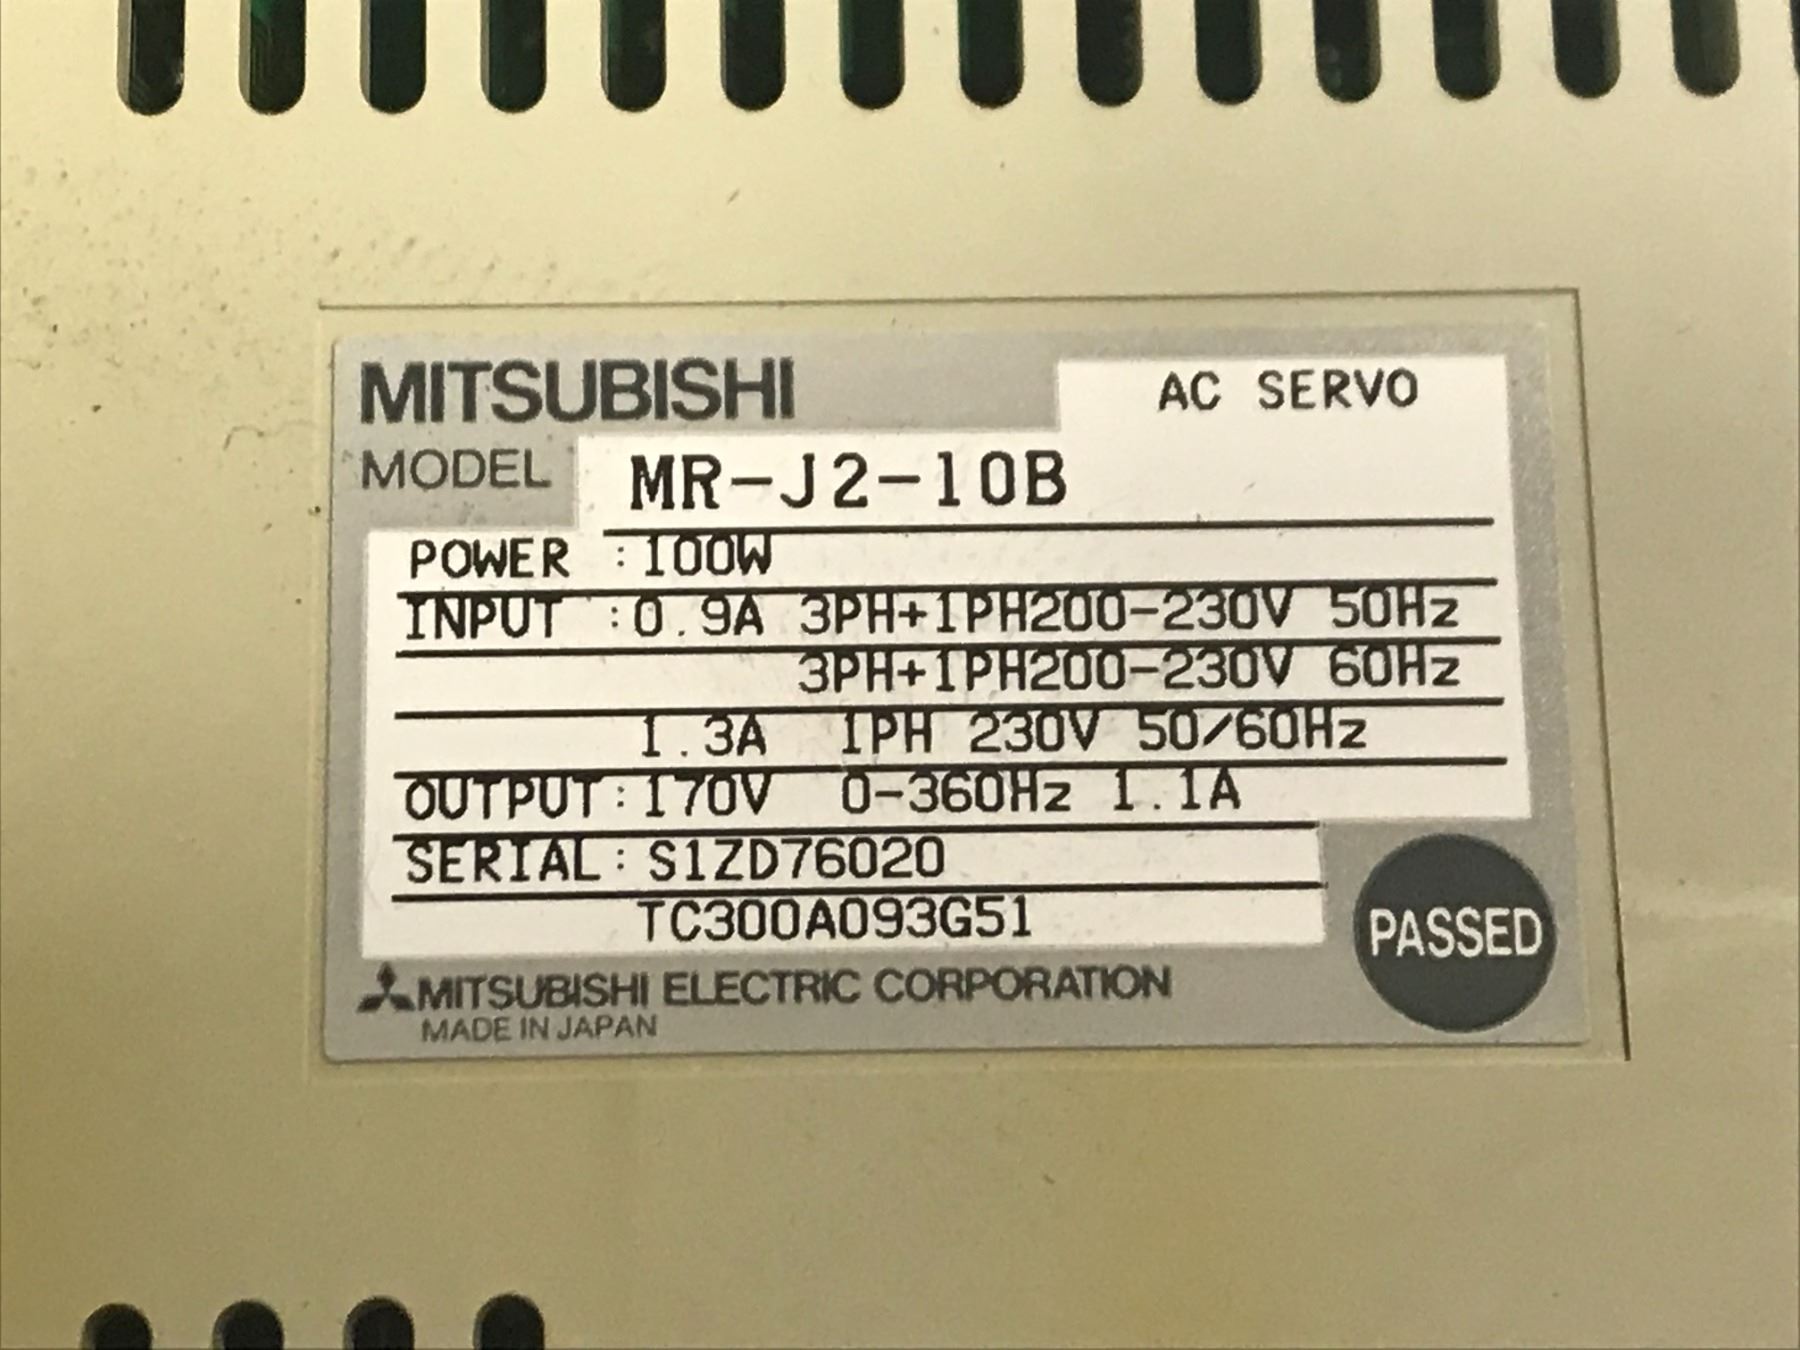 MITSUBISHI AC SERVO
MODEL MR-J2-10B
POWER :100W
INPUT :0.9A 3PH+1PH200-230V 50Hz
3PH+1PH200-230V 60Hz
1.3A 1PH 230V 50/60Hz
OUTPUT:170V 0-360Hz 1.1A
SERIAL:S1ZD76020
TC300A093G51
PASSED
MITSUBISHI ELECTRIC CORPORATION
MADE IN JAPAN